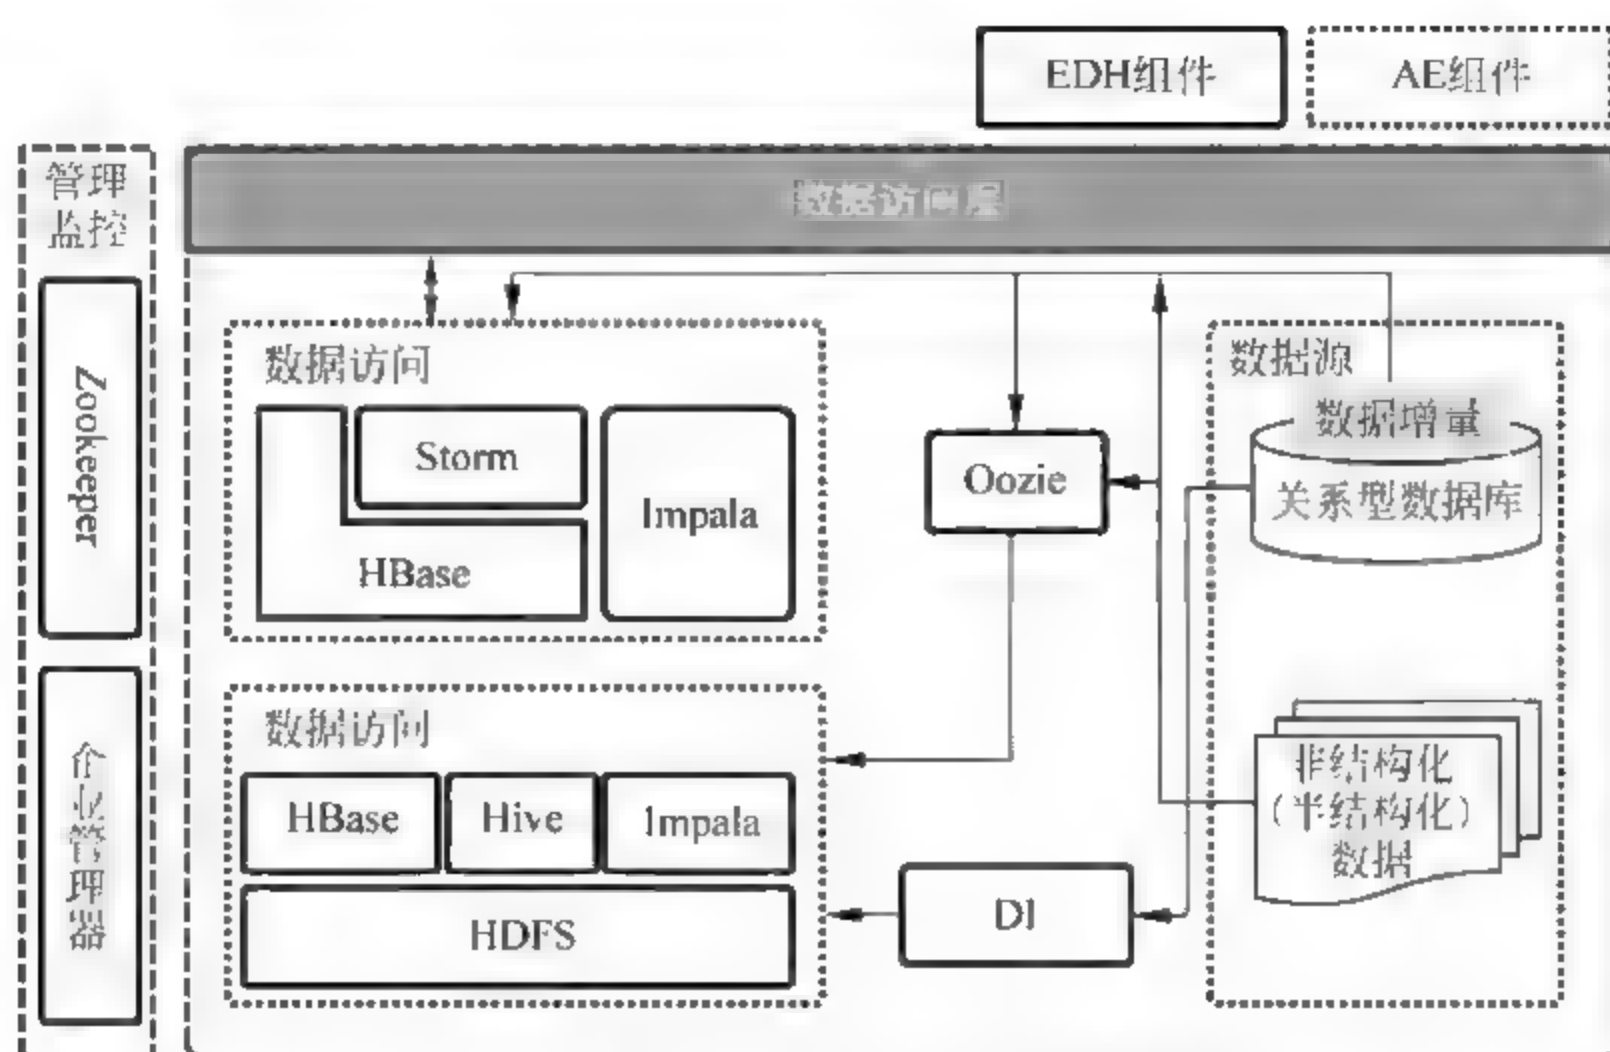 EDH组件
AE组件
管理
监控
数据访问层
Zookeeper
企业管理器
数据访问
Storm
HBase
Impala
Oozie
数据源
数据增量
关系型数据库
非结构化
（半结构化）
数据
数据访问
HBase
Hive
Impala
HDFS
DI